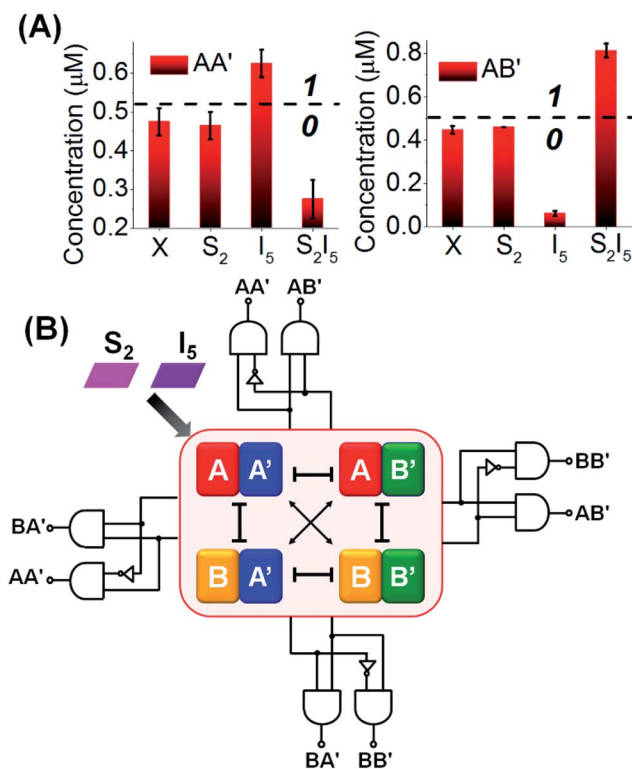 (A)
Concentration (μM)
0.6
0.5
0.4
0.3
0.2
AA'
1
0
X S₂ I₅ S₂I₅
Concentration (μM)
0.8
0.6
0.4
0.2
0.0
AB'
1
0
X S₂ I₅ S₂I₅
(B)
AA' AB'
S₂ I₅
A A' A B'
B A' B B'
BB'
AB'
BA'
AA'
BA' BB'